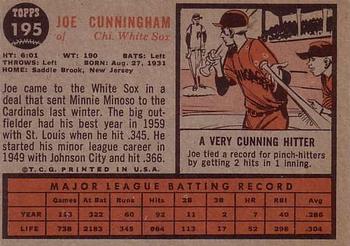 TOPPS
195
JOE CUNNINGHAM
of Chi. White Sox
HT: 6:01 WT: 190 BATS: Left
THROWS: Left BORN: Aug. 27, 1931
HOME: Saddle Brook, New Jersey
Joe came to the White Sox in a
deal that sent Minnie Minoso to the
Cardinals last winter. The big out-
fielder had his best year in 1959
with St. Louis when he hit .345. He
started his minor league career in
1949 with Johnson City and hit .366.
©T.C.G. PRINTED IN U.S.A.
A VERY CUNNING HITTER
Joe tied a record for pinch-hitters
by getting 2 hits in 1 inning.
MAJOR LEAGUE BATTING RECORD
Games At Bat Runs Hits 2B 3B H.R. R.B.I. Avg.
YEAR 113 322 60 92 11 2 7 40 .286
LIFE 738 2183 345 664 2 345 .304